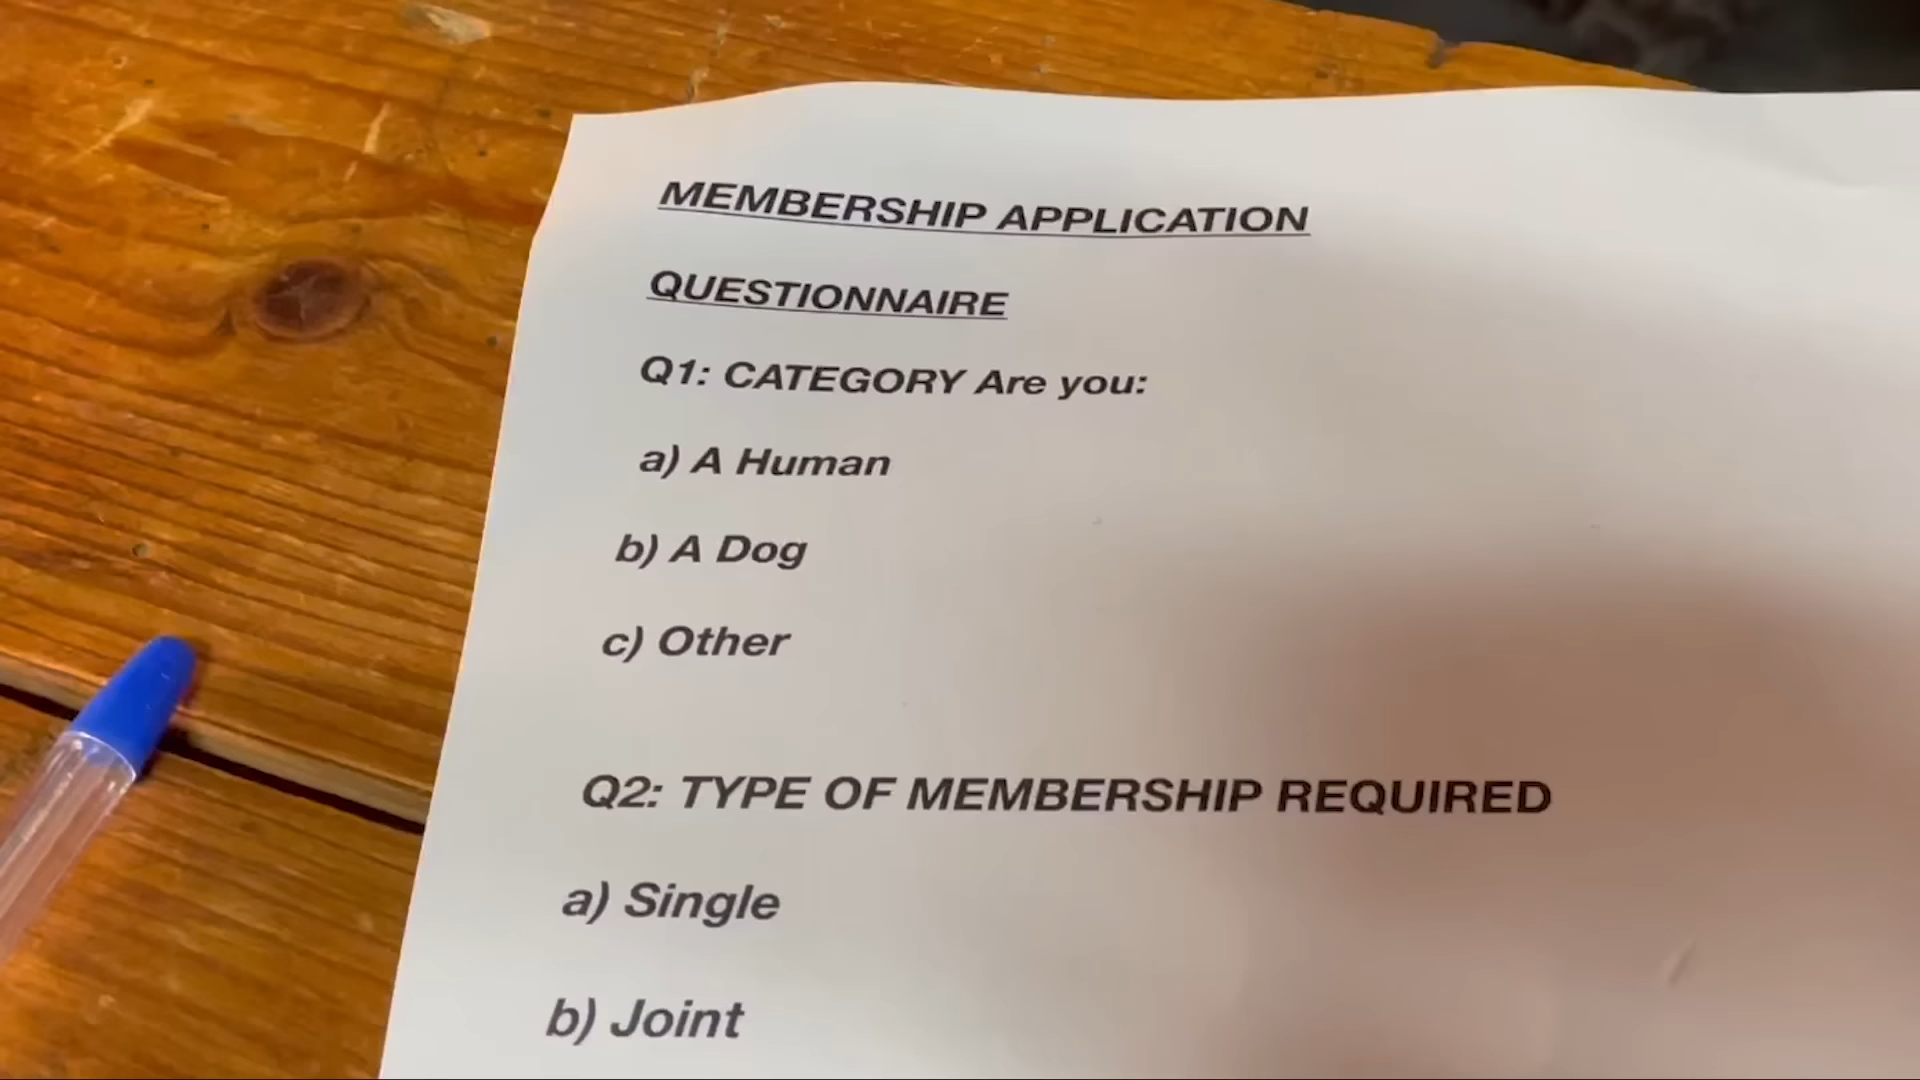 MEMBERSHIP APPLICATION
QUESTIONNAIRE
Q1: CATEGORY Are you:
a) A Human
b) A Dog
c) Other
Q2: TYPE OF MEMBERSHIP REQUIRED
a) Single
b) Joint